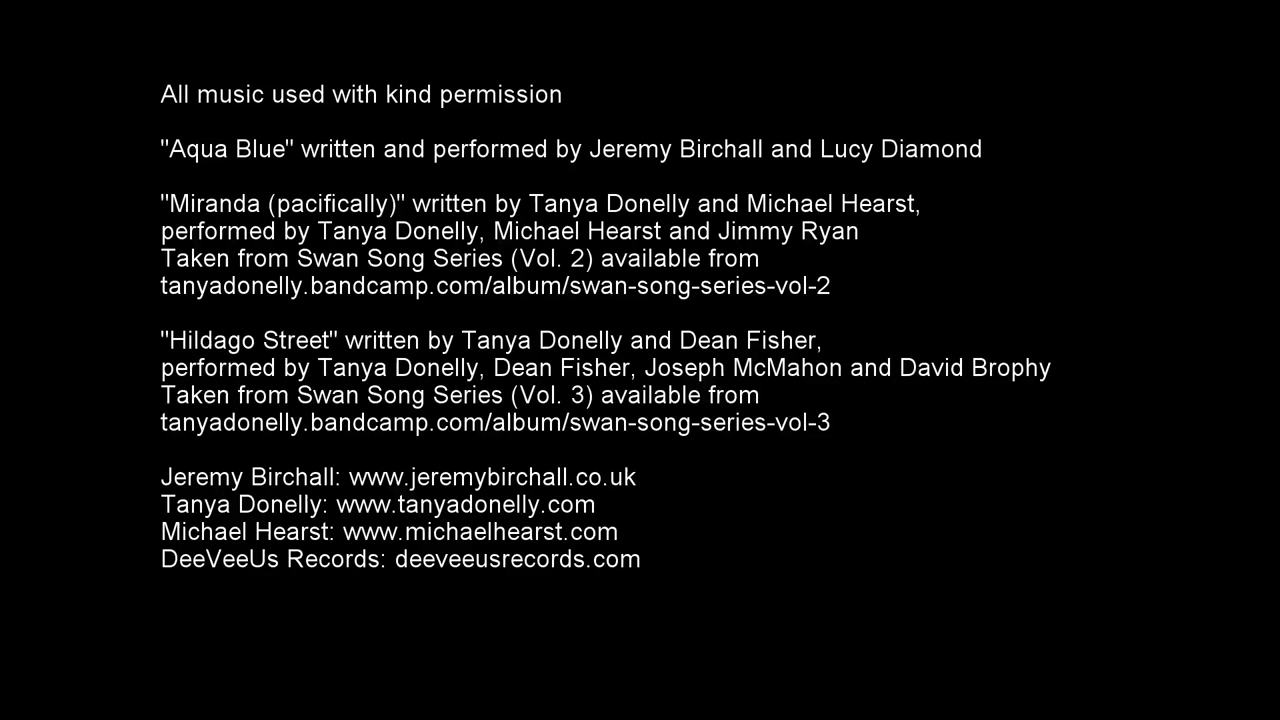 All music used with kind permission
"Aqua Blue" written and performed by Jeremy Birchall and Lucy Diamond
"Miranda (pacifically)" written by Tanya Donelly and Michael Hearst,
performed by Tanya Donelly, Michael Hearst and Jimmy Ryan
Taken from Swan Song Series (Vol. 2) available from
tanyadonelly.bandcamp.com/album/swan-song-series-vol-2
"Hildago Street" written by Tanya Donelly and Dean Fisher,
performed by Tanya Donelly, Dean Fisher, Joseph McMahon and David Brophy
Taken from Swan Song Series (Vol. 3) available from
tanyadonelly.bandcamp.com/album/swan-song-series-vol-3
Jeremy Birchall: www.jeremybirchall.co.uk
Tanya Donelly: www.tanyadonelly.com
Michael Hearst: www.michaelhearst.com
DeeVeeUs Records: deeveeusrecords.com